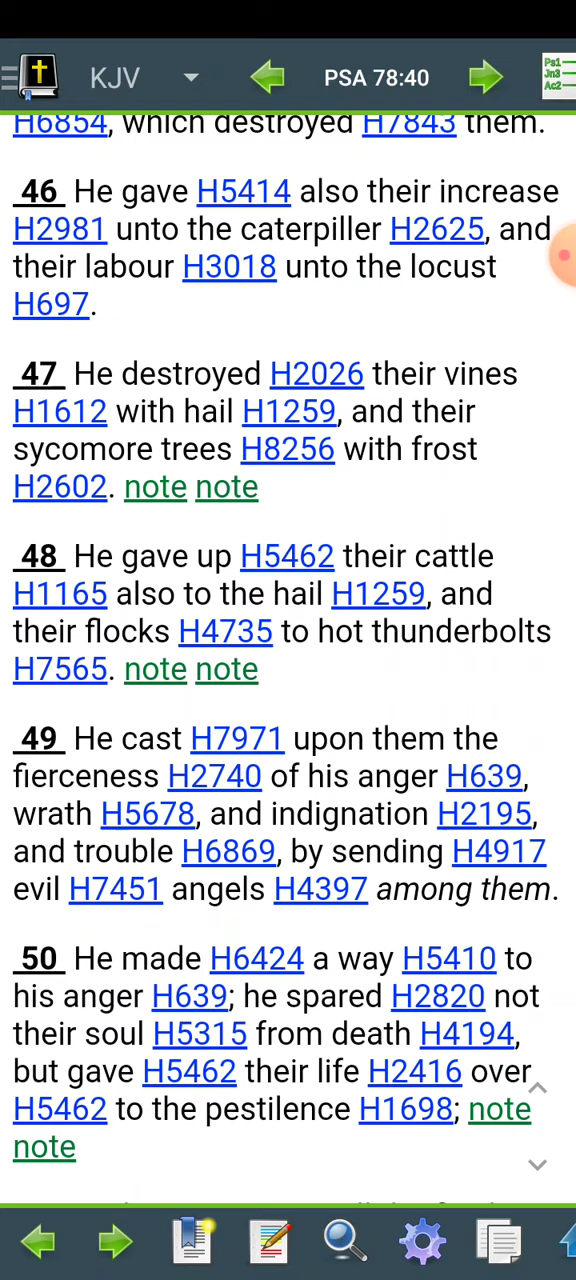 KJV
PSA 78:40
Ps1
Jn3
Ac2
H6854, which destroyed H7843 them.
46 He gave H5414 also their increase
H2981 unto the caterpiller H2625, and
their labour H3018 unto the locust
H697.
47 He destroyed H2026 their vines
H1612 with hail H1259, and their
sycomore trees H8256 with frost
H2602. note note
48 He gave up H5462 their cattle
H1165 also to the hail H1259, and
their flocks H4735 to hot thunderbolts
H7565. note note
49 He cast H7971 upon them the
fierceness H2740 of his anger H639,
wrath H5678, and indignation H2195,
and trouble H6869, by sending H4917
evil H7451 angels H4397 among them.
50 He made H6424 a way H5410 to
his anger H639; he spared H2820 not
their soul H5315 from death H4194,
but gave H5462 their life H2416 over
H5462 to the pestilence H1698; note
note